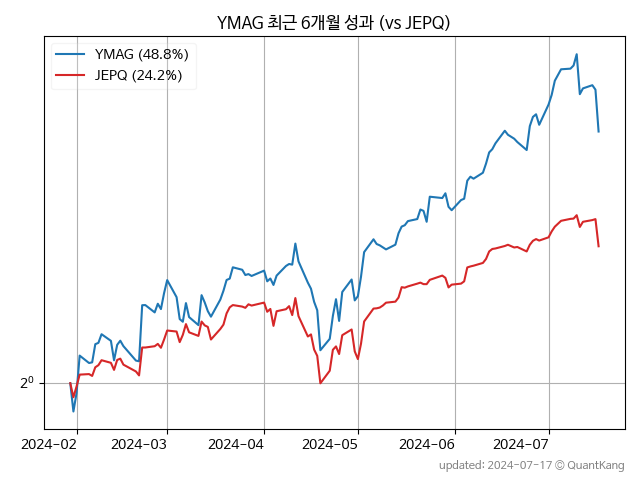 YMAG 최근 6개월 성과 (vs JEPQ)
YMAG (48.8%)
JEPQ (24.2%)
2⁰
2024-02 2024-03 2024-04 2024-05 2024-06 2024-07
updated: 2024-07-17 © QuantKang